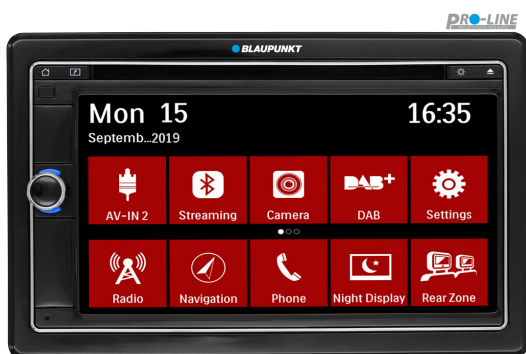 PRO-LINE
BLAUPUNKT
Mon 15
16:35
Septemb...2019
AV-IN 2
Streaming
Camera
DAB+
DAB
Settings
Radio
Navigation
Phone
Night Display
Rear Zone